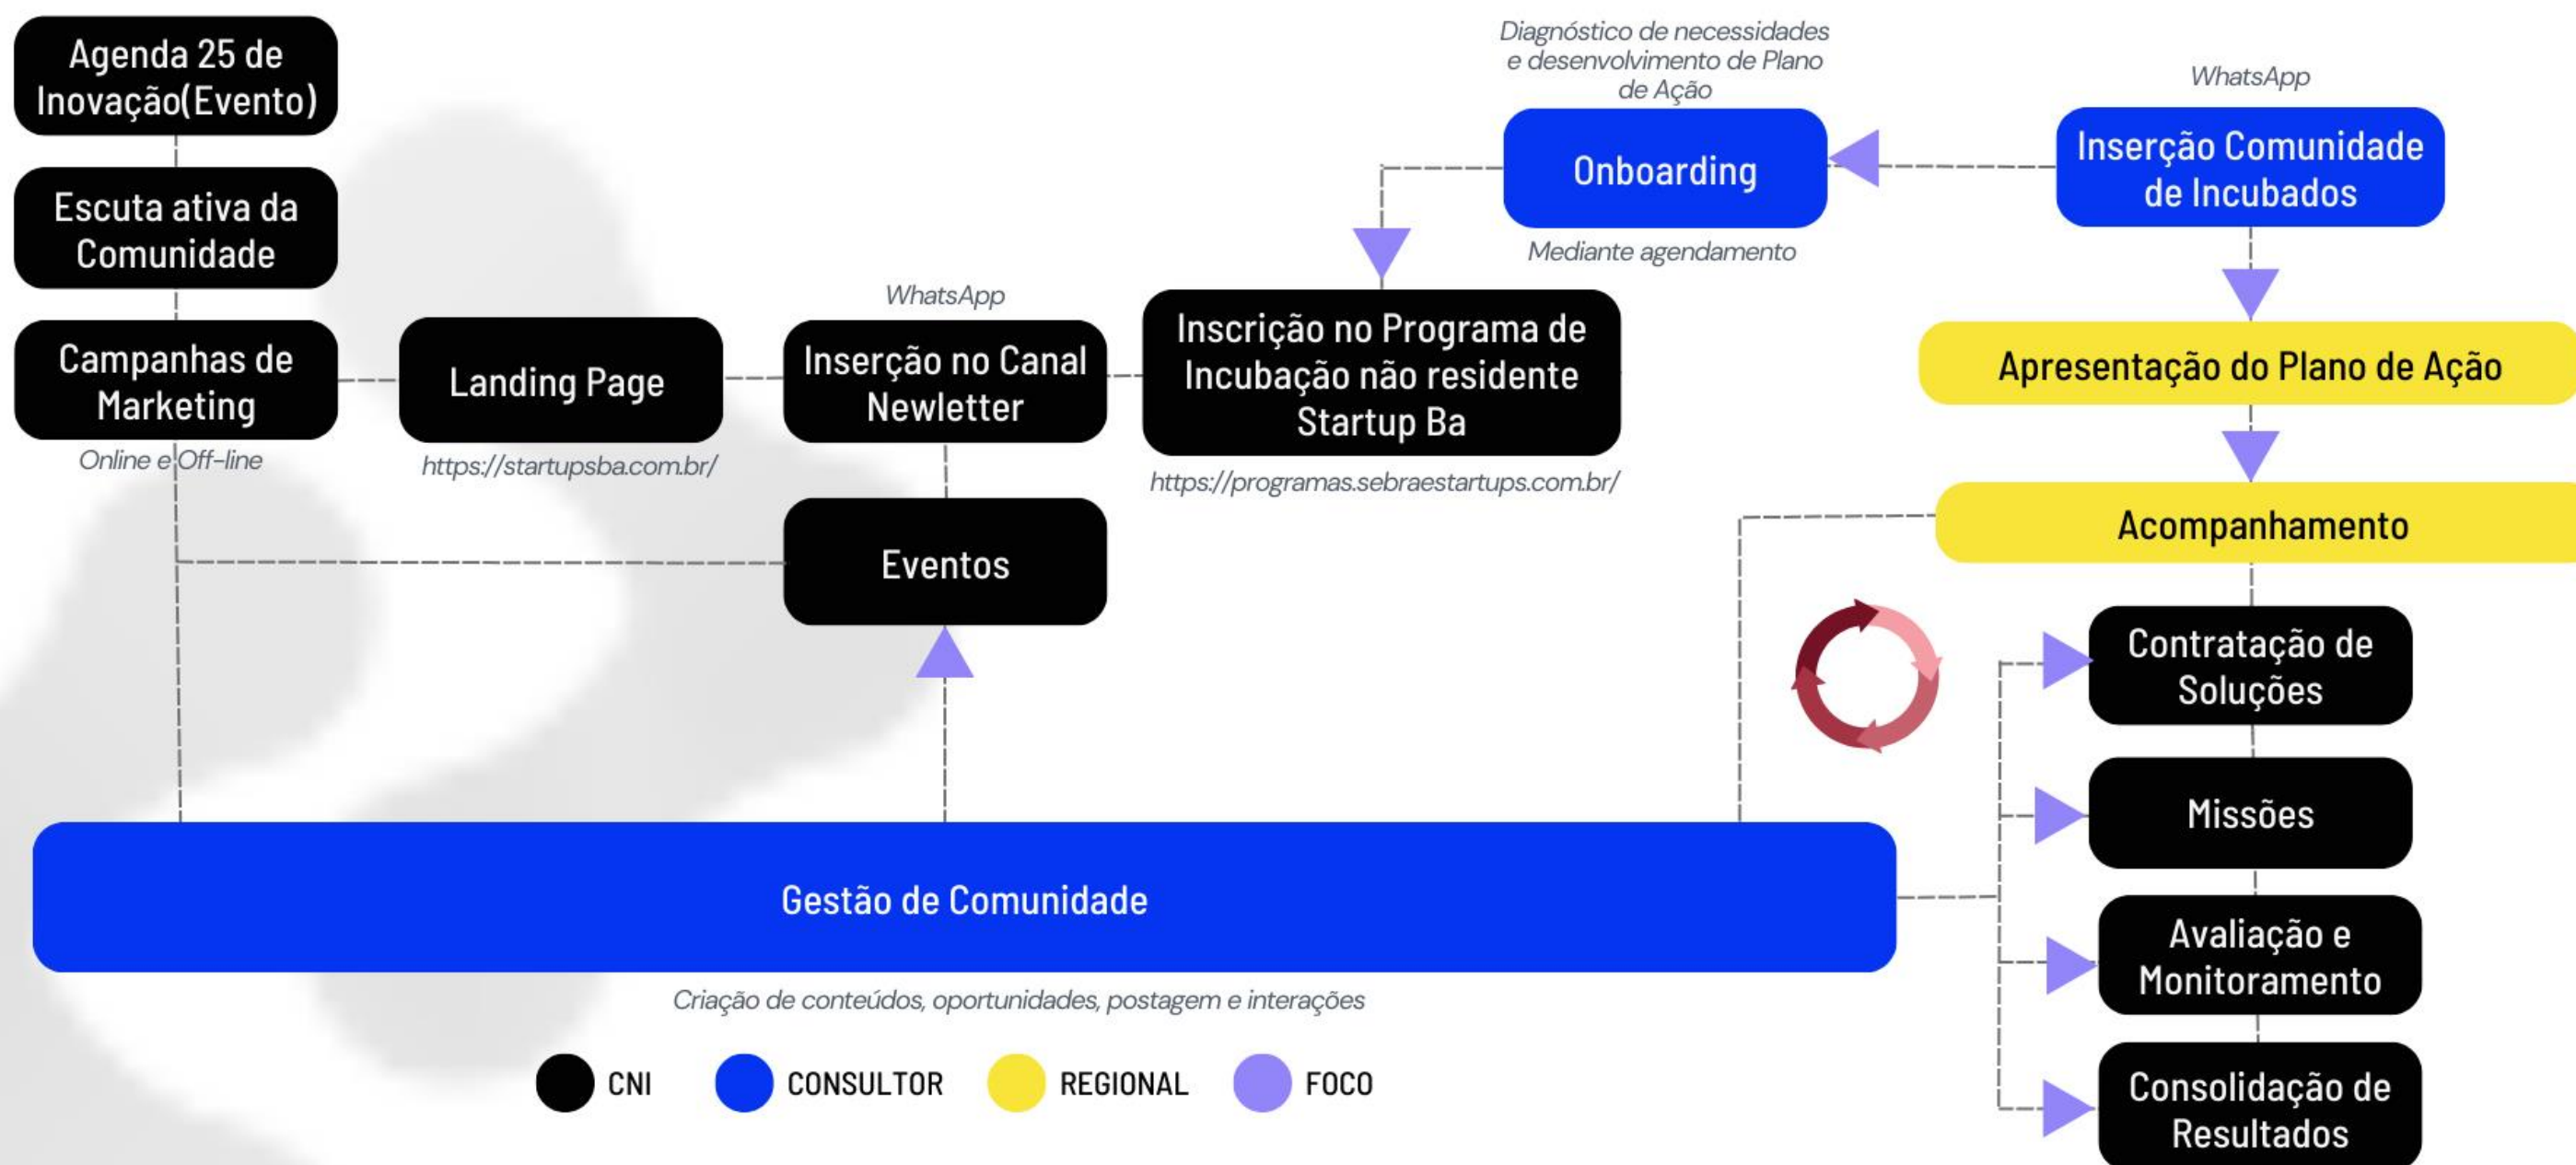 Agenda 25 de
Inovação(Evento)
Escuta ativa da
Comunidade
Campanhas de
Marketing
Online e Off-line
Landing Page
https://startupsba.com.br/
WhatsApp
Inserção no Canal
Newletter
Eventos
Inscrição no Programa de
Incubação não residente
Startup Ba
https://programas.sebraestartups.com.br/
Diagnóstico de necessidades
e desenvolvimento de Plano
de Ação
Onboarding
Mediante agendamento
WhatsApp
Inserção Comunidade
de Incubados
Apresentação do Plano de Ação
Acompanhamento
Contratação de
Soluções
Missões
Avaliação e
Monitoramento
Consolidação de
Resultados
Gestão de Comunidade
Criação de conteúdos, oportunidades, postagem e interações
CNI
CONSULTOR
REGIONAL
FOCO